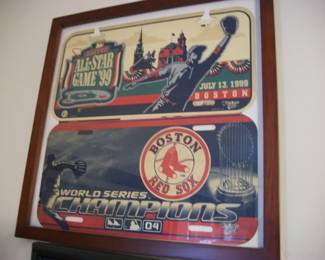 ALL-STAR
GAME '99
JULY 13, 1999
BOSTON
BOSTON
RED SOX
WORLD SERIES
CHAMPIONS
04